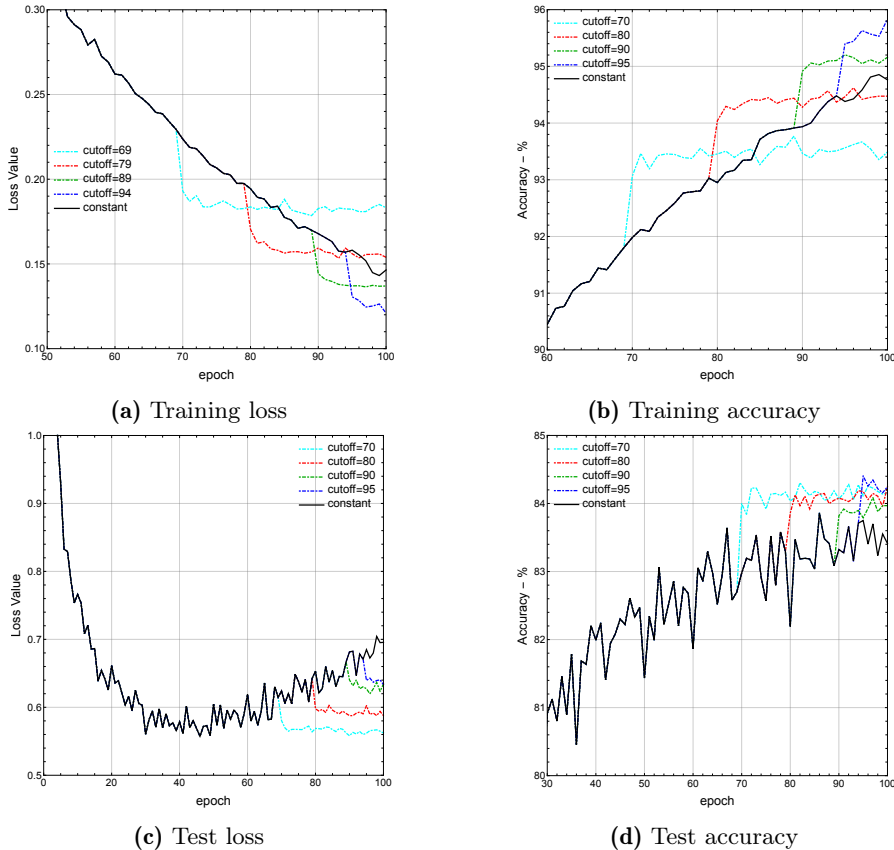 0.30
0.25
0.20
0.15
0.10
Loss Value
cutoff=69
cutoff=79
cutoff=89
cutoff=94
constant
50 60 70 80 90 100
epoch
(a) Training loss
96
95
94
93
92
91
90
Accuracy – %
cutoff=70
cutoff=80
cutoff=90
cutoff=95
constant
60 70 80 90 100
epoch
(b) Training accuracy
1.0
0.9
0.8
0.7
0.6
0.5
Loss Value
cutoff=70
cutoff=80
cutoff=90
cutoff=95
constant
0 20 40 60 80 100
epoch
(c) Test loss
85
84
83
82
81
80
Accuracy – %
cutoff=70
cutoff=80
cutoff=90
cutoff=95
constant
30 40 50 60 70 80 90 100
epoch
(d) Test accuracy